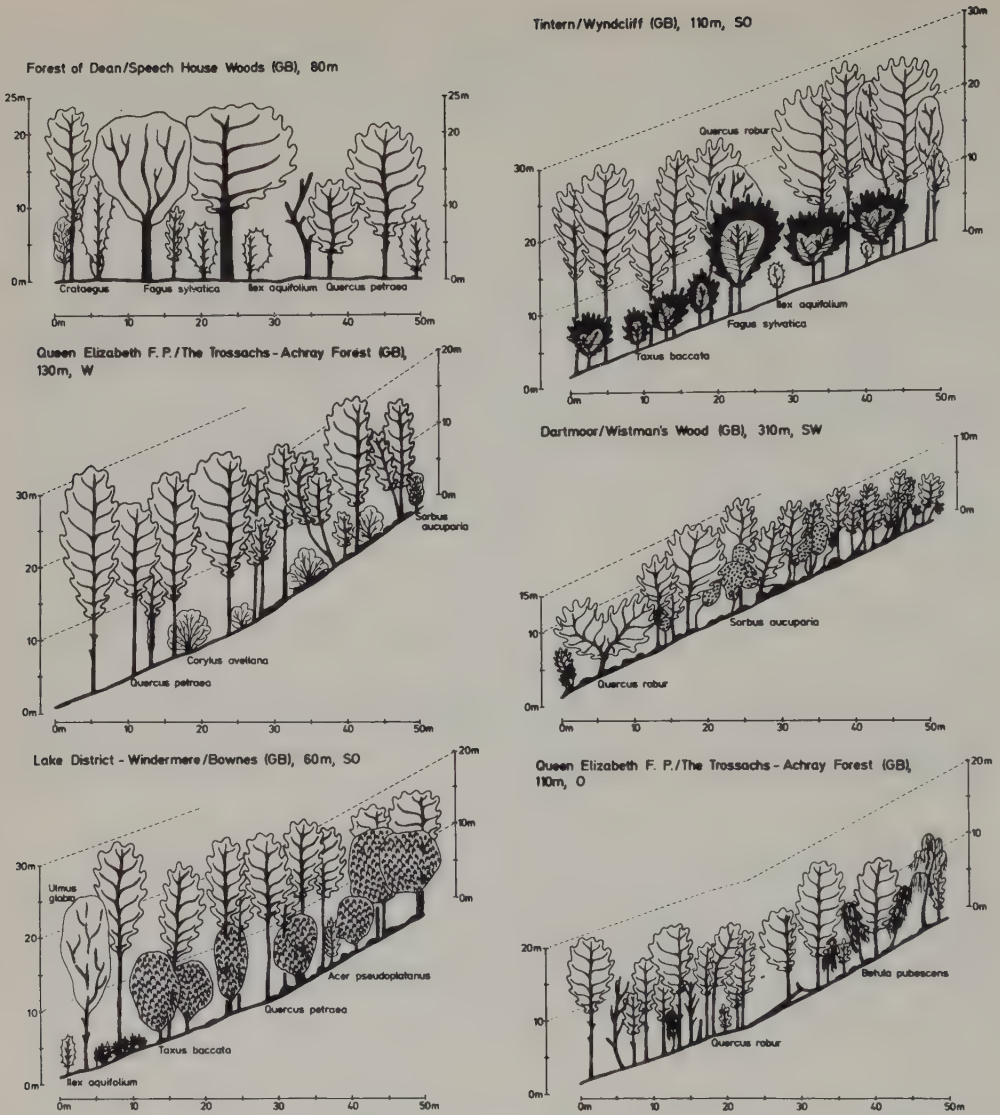 Forest of Dean/Speech House Woods (GB), 80m
25m
20
10
0m
25m
20
10
0m
Crataegus
Fagus sylvatica
Ilex aquifolium
Quercus petraea
0m 10 20 30 40 50m
Tintern/Wyndcliff (GB), 110m, SO
30m
20
10
0m
30m
20
10
0m
Quercus robur
Ilex aquifolium
Fagus sylvatica
Taxus baccata
0m 10 20 30 40 50m
Queen Elizabeth F. P./The Trossachs - Achray Forest (GB),
130m, W
20m
10
0m
30m
20
10
0m
Sorbus
aucuparia
Corylus avellana
Quercus petraea
0m 10 20 30 40 50m
Dartmoor/Wistman's Wood (GB), 310m, SW
10m
0m
15m
10
0m
Sorbus aucuparia
Quercus robur
0m 10 20 30 40 50m
Lake District - Windermere/Bownes (GB), 60m, SO
20m
10m
0m
30m
20
10
0m
Ulmus
glabra
Acer pseudoplatanus
Quercus petraea
Taxus baccata
Ilex aquifolium
0m 10 20 30 40 50m
Queen Elizabeth F. P./The Trossachs - Achray Forest (GB),
110m, O
20m
10
0m
20m
10
0m
Betula pubescens
Quercus robur
0m 10 20 30 40 50m